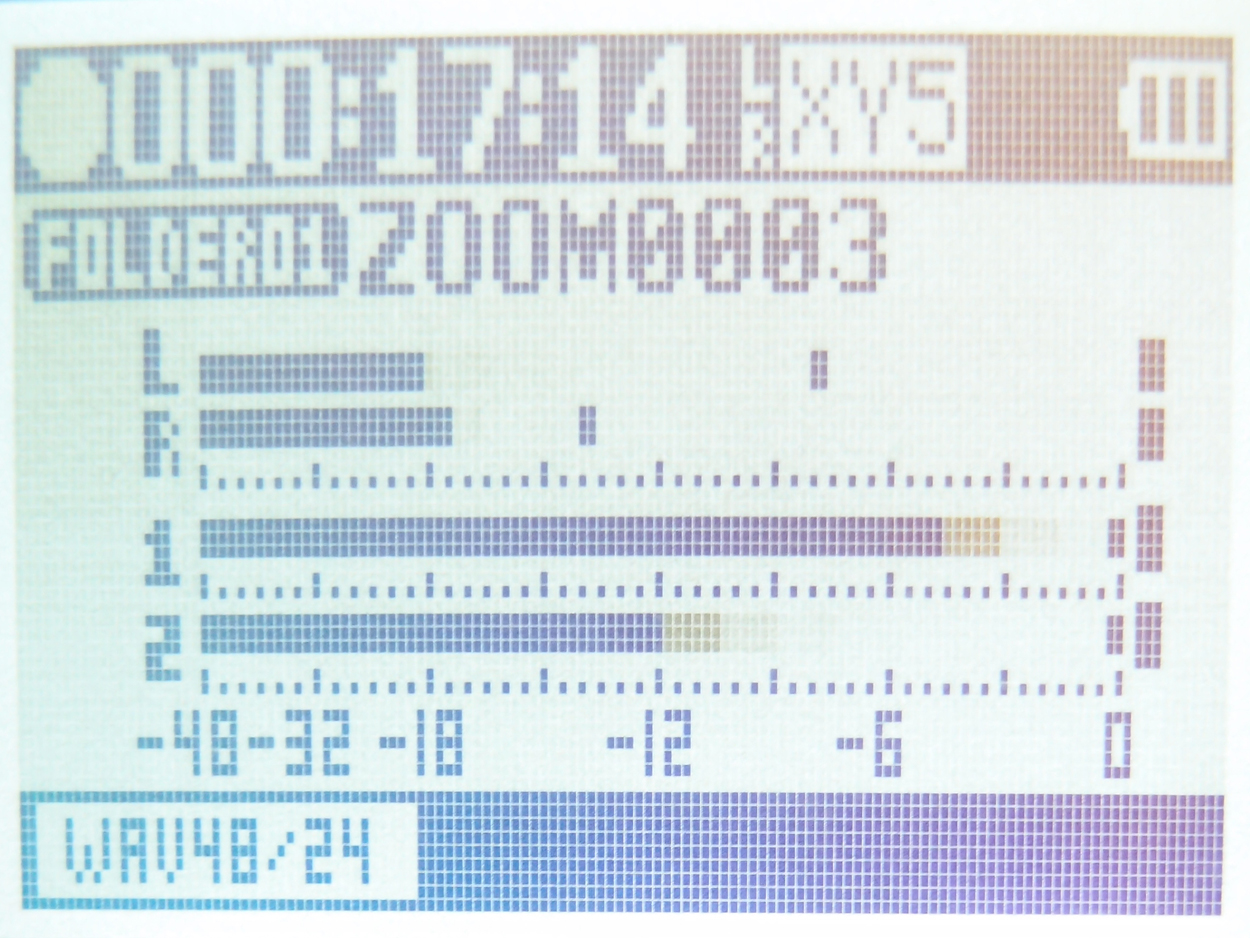 000:17:14 L/R XY5
FOLDER01 ZOOM0003
L
R
1
2
-48 -32 -18 -12 -6 0
WAV48/24